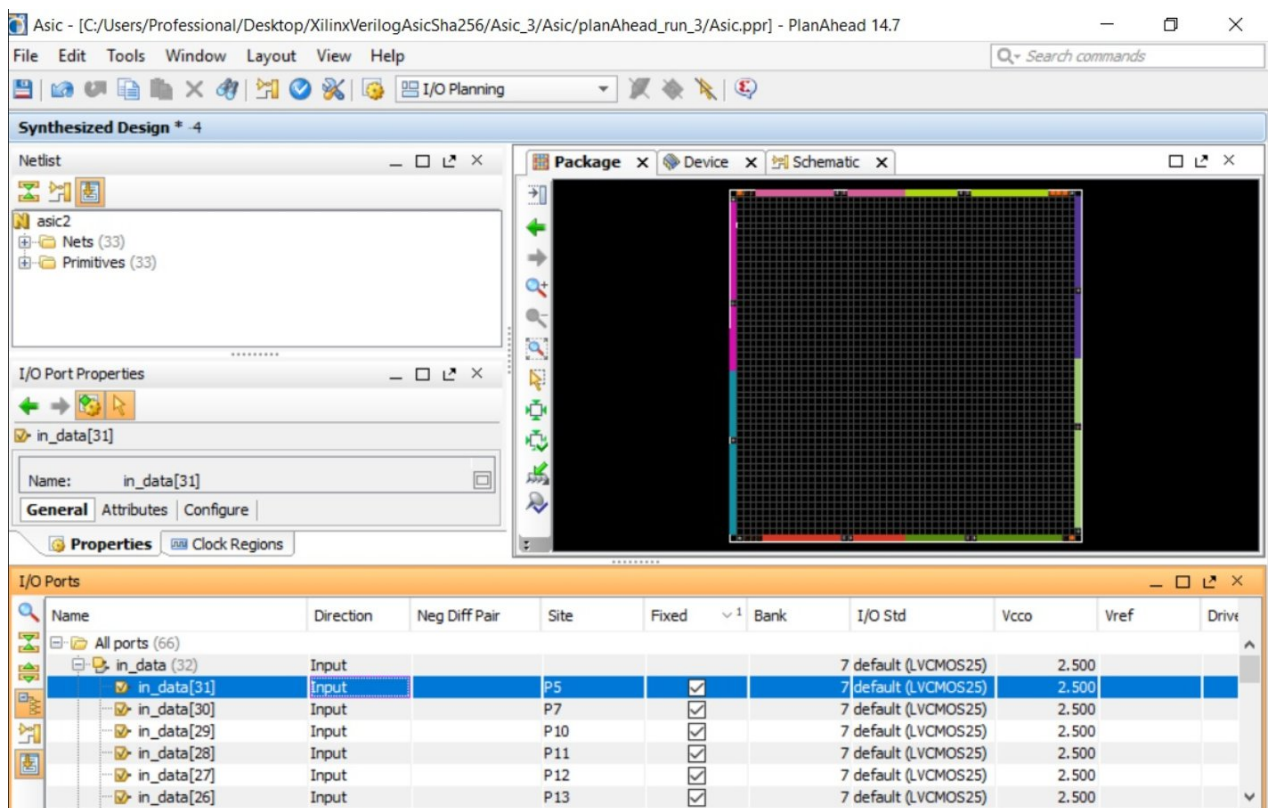 Asic - [C:/Users/Professional/Desktop/XilinxVerilogAsicSha256/Asic_3/Asic/planAhead_run_3/Asic.ppr] - PlanAhead 14.7
File Edit Tools Window Layout View Help
Search commands
I/O Planning
Synthesized Design * -4
Netlist
asic2
Nets (33)
Primitives (33)
I/O Port Properties
in_data[31]
Name: in_data[31]
General Attributes Configure
Properties Clock Regions
Package Device Schematic
I/O Ports
Name Direction Neg Diff Pair Site Fixed 1 Bank I/O Std Vcco Vref Drive
All ports (66)
in_data (32) Input 7 default (LVCMOS25) 2.500
in_data[31] Input P5 7 default (LVCMOS25) 2.500
in_data[30] Input P7 7 default (LVCMOS25) 2.500
in_data[29] Input P10 7 default (LVCMOS25) 2.500
in_data[28] Input P11 7 default (LVCMOS25) 2.500
in_data[27] Input P12 7 default (LVCMOS25) 2.500
in_data[26] Input P13 7 default (LVCMOS25) 2.500